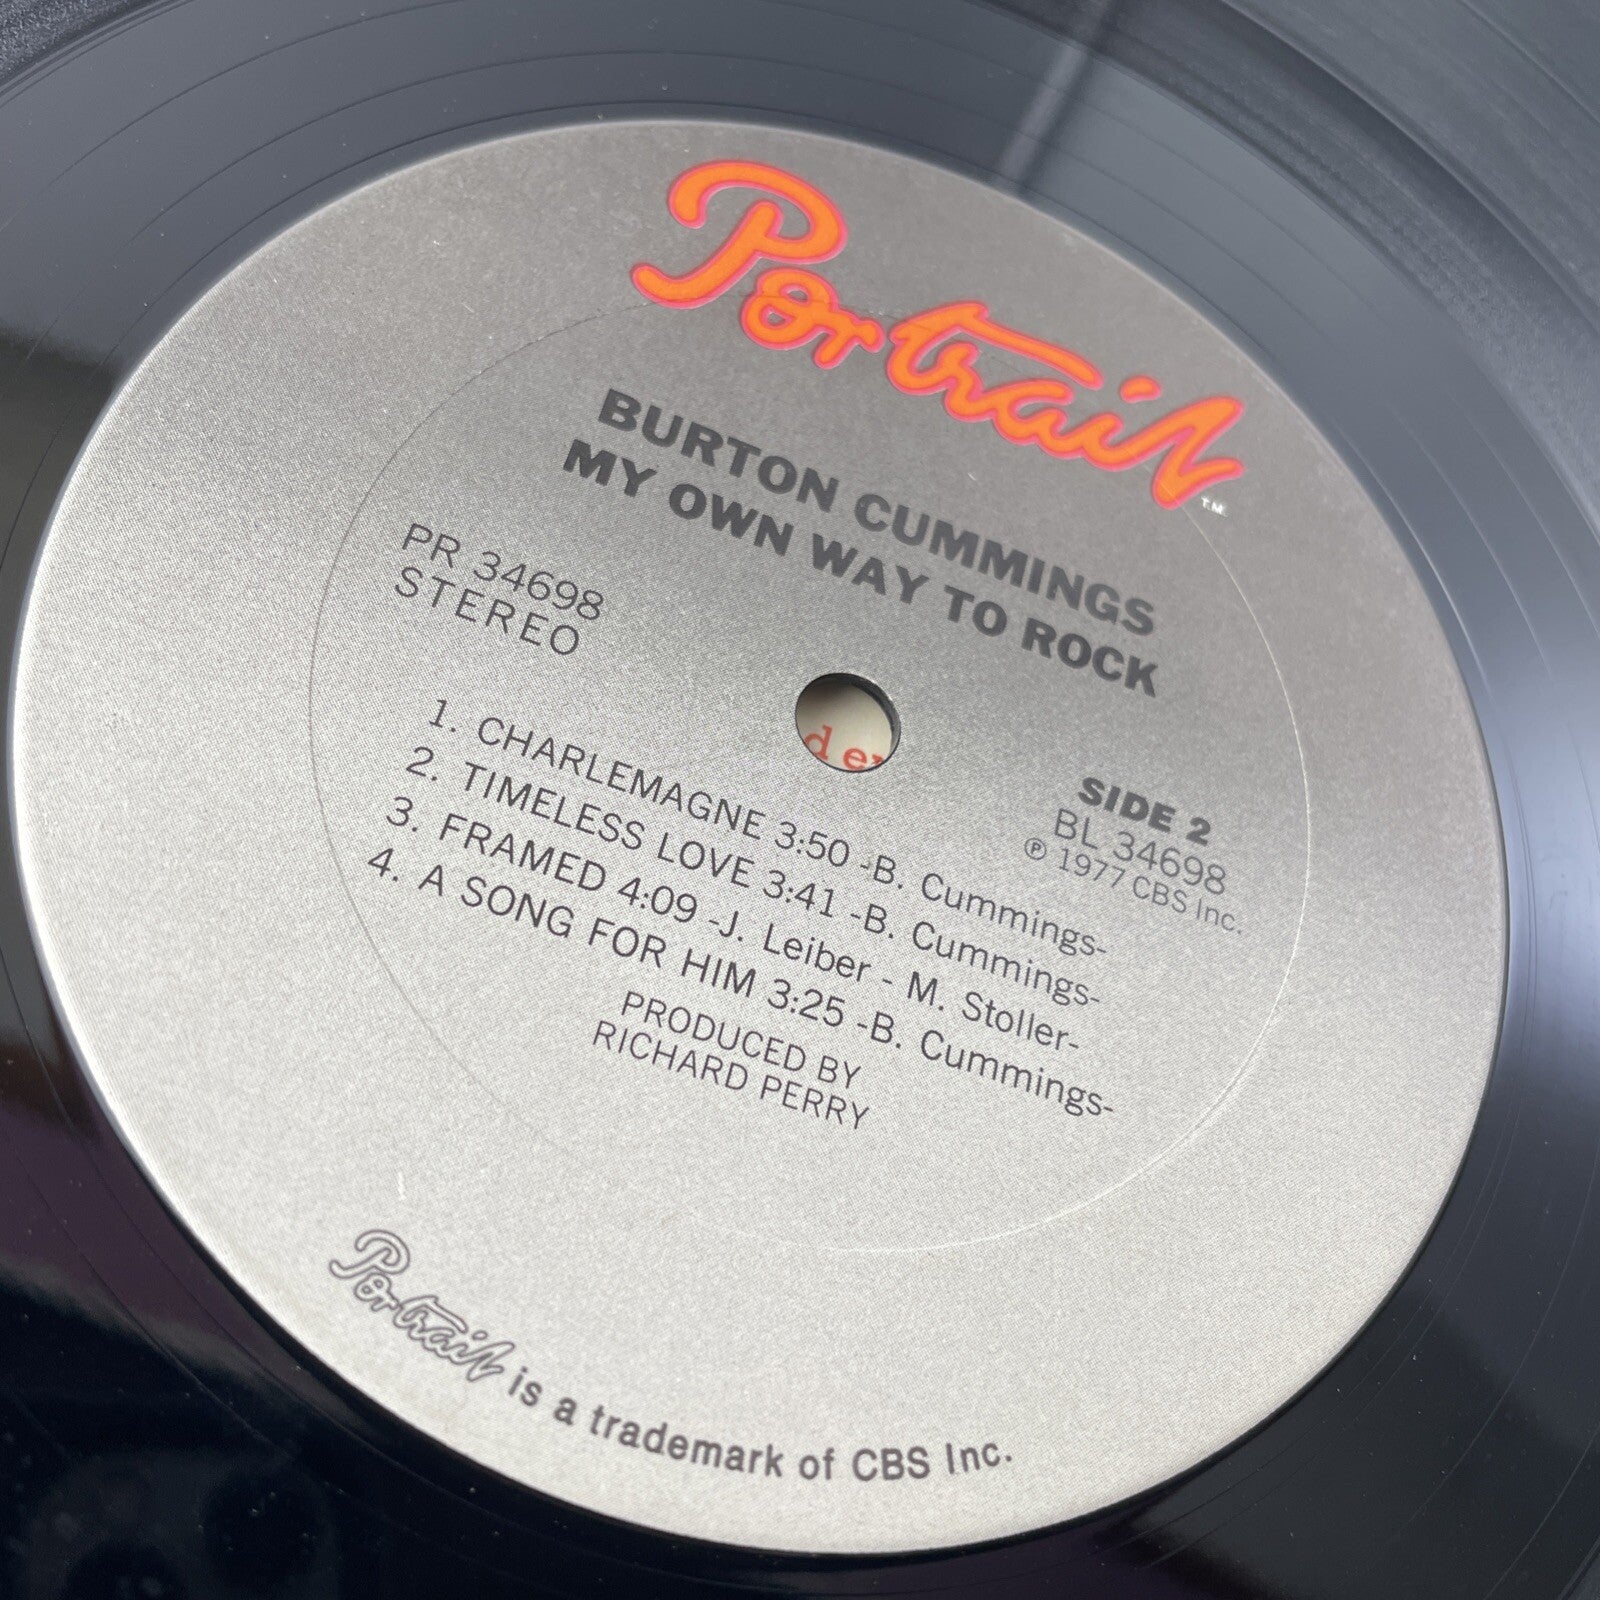 Portrait
T.M.
BURTON CUMMINGS
MY OWN WAY TO ROCK
PR 34698
STEREO
SIDE 2
BL 34698
℗ 1977 CBS Inc.
1. CHARLEMAGNE 3:50 -B. Cummings-
2. TIMELESS LOVE 3:41 -B. Cummings-
3. FRAMED 4:09 -J. Leiber - M. Stoller-
4. A SONG FOR HIM 3:25 -B. Cummings-
PRODUCED BY
RICHARD PERRY
Portrait is a trademark of CBS Inc.